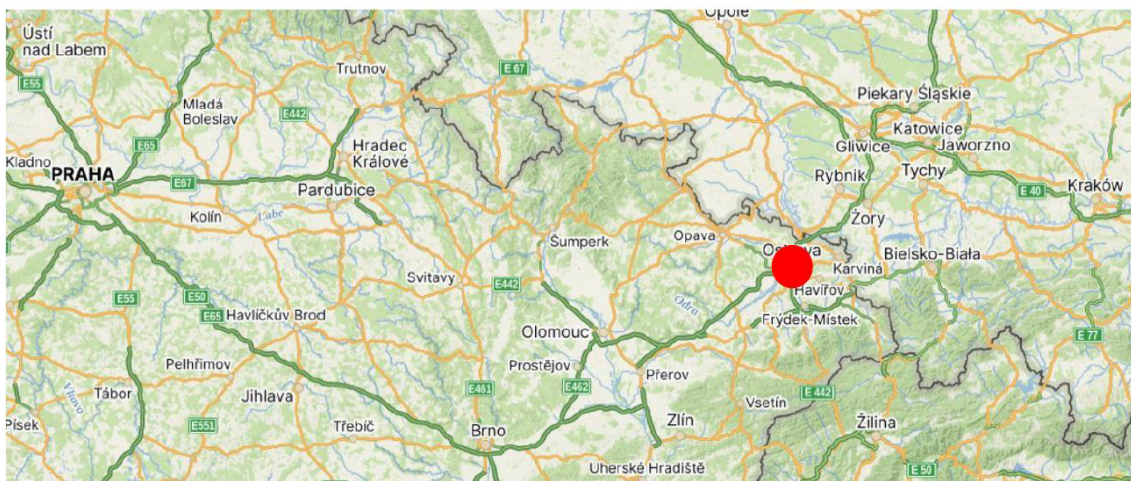 Ústí
nad Labem
Opole
E55
Trutnov
E 67
Mladá
Boleslav
E442
Piekary Śląskie
E65
Katowice
Kladno
Hradec
Králové
Gliwice
Jaworzno
PRAHA
E67
Pardubice
Rybnik
Tychy
E 40
Kraków
Kolín
Labe
Żory
Šumperk
Opava
Bielsko-Biała
Karviná
Svitavy
E442
Havířov
E55
E50
Odra
E65
Havlíčkův Brod
Frýdek-Místek
Olomouc
E 77
Pelhřimov
Prostějov
Přerov
Vltava
Tábor
Jihlava
E461
E462
E 442
Vsetín
Písek
E551
Třebíč
Brno
Zlín
Žilina
Uherské Hradiště
E 50